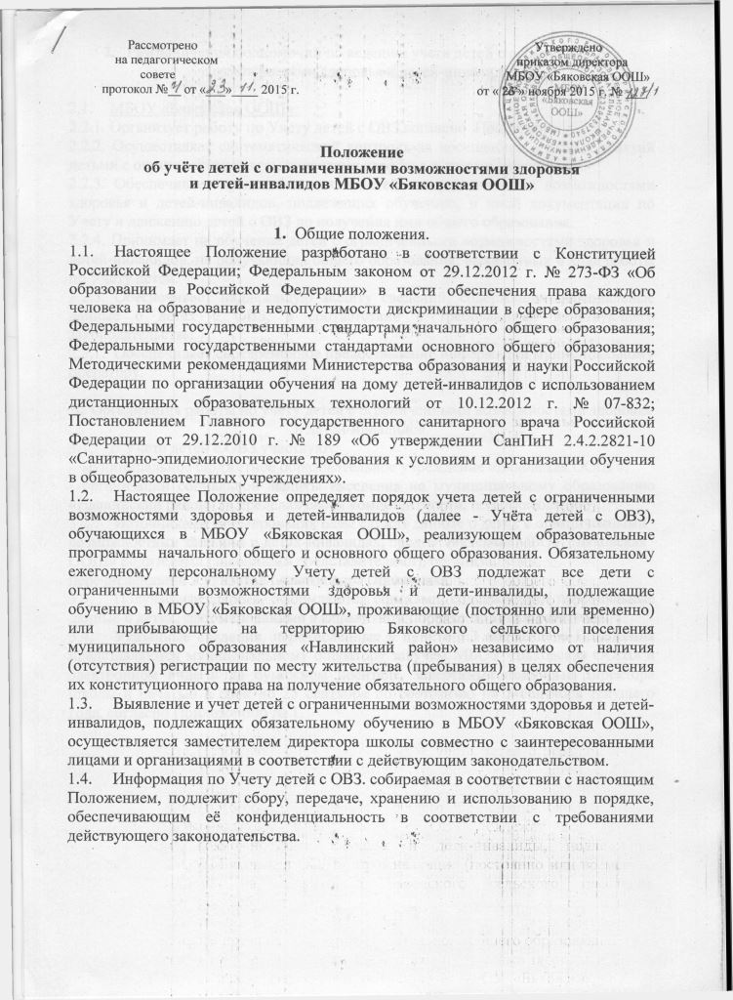 Рассмотрено
на педагогическом
совете
протокол № от «23» 11. 2015 г.
Утверждено
приказом директора
МБОУ «Бяковская ООШ»
от « 23 » ноября 2015 г. №
Положение
об учёте детей с ограниченными возможностями здоровья
и детей-инвалидов МБОУ «Бяковская ООШ»
1. Общие положения.
1.1. Настоящее Положение разработано в соответствии с Конституцией
Российской Федерации; Федеральным законом от 29.12.2012 г. № 273-ФЗ «Об
образовании в Российской Федерации» в части обеспечения права каждого
человека на образование и недопустимости дискриминации в сфере образования;
Федеральными государственными стандартами начального общего образования;
Федеральными государственными стандартами основного общего образования;
Методическими рекомендациями Министерства образования и науки Российской
Федерации по организации обучения на дому детей-инвалидов с использованием
дистанционных образовательных технологий от 10.12.2012 г. № 07-832;
Постановлением Главного государственного санитарного врача Российской
Федерации от 29.12.2010 г. № 189 «Об утверждении СанПиН 2.4.2.2821-10
«Санитарно-эпидемиологические требования к условиям и организации обучения
в общеобразовательных учреждениях».
1.2. Настоящее Положение определяет порядок учета детей с ограниченными
возможностями здоровья и детей-инвалидов (далее - Учёта детей с ОВЗ),
обучающихся в МБОУ «Бяковская ООШ», реализующем образовательные
программы начального общего и основного общего образования. Обязательному
ежегодному персональному Учету детей с ОВЗ подлежат все дети с
ограниченными возможностями здоровья и дети-инвалиды, подлежащие
обучению в МБОУ «Бяковская ООШ», проживающие (постоянно или временно)
или прибывающие на территорию Бяковского сельского поселения
муниципального образования «Навлинский район» независимо от наличия
(отсутствия) регистрации по месту жительства (пребывания) в целях обеспечения
их конституционного права на получение обязательного общего образования.
1.3. Выявление и учет детей с ограниченными возможностями здоровья и детей-
инвалидов, подлежащих обязательному обучению в МБОУ «Бяковская ООШ»,
осуществляется заместителем директора школы совместно с заинтересованными
лицами и организациями в соответствии с действующим законодательством.
1.4. Информация по Учету детей с ОВЗ. собираемая в соответствии с настоящим
Положением, подлежит сбору, передаче, хранению и использованию в порядке,
обеспечивающим её конфиденциальность в соответствии с требованиями
действующего законодательства.